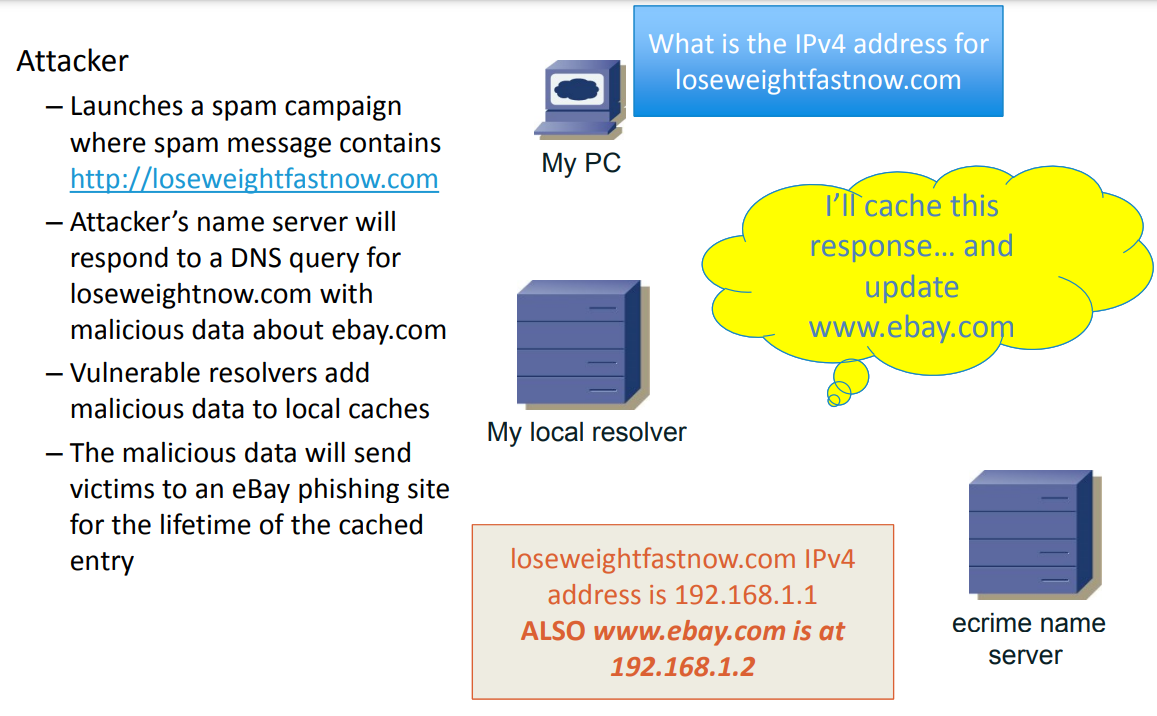 Attacker
– Launches a spam campaign
where spam message contains
http://loseweightfastnow.com
– Attacker’s name server will
respond to a DNS query for
loseweightnow.com with
malicious data about ebay.com
– Vulnerable resolvers add
malicious data to local caches
– The malicious data will send
victims to an eBay phishing site
for the lifetime of the cached
entry
What is the IPv4 address for
loseweightfastnow.com
My PC
I’ll cache this
response… and
update
www.ebay.com
My local resolver
loseweightfastnow.com IPv4
address is 192.168.1.1
ALSO www.ebay.com is at
192.168.1.2
ecrime name
server